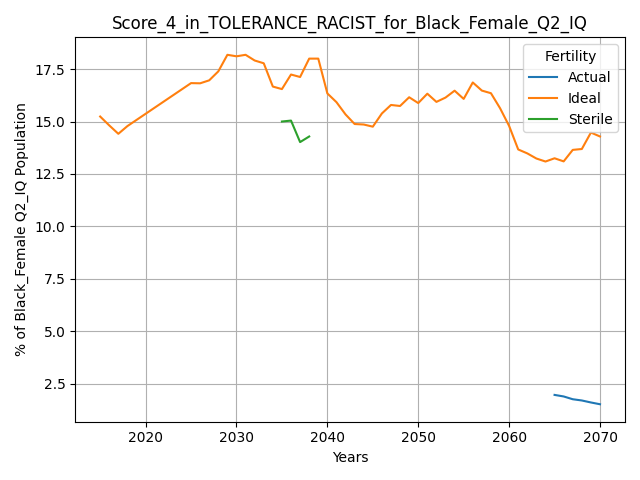 Score_4_in_TOLERANCE_RACIST_for_Black_Female_Q2_IQ
Fertility
Actual
Ideal
Sterile
% of Black_Female Q2_IQ Population
17.5
15.0
12.5
10.0
7.5
5.0
2.5
2020 2030 2040 2050 2060 2070
Years